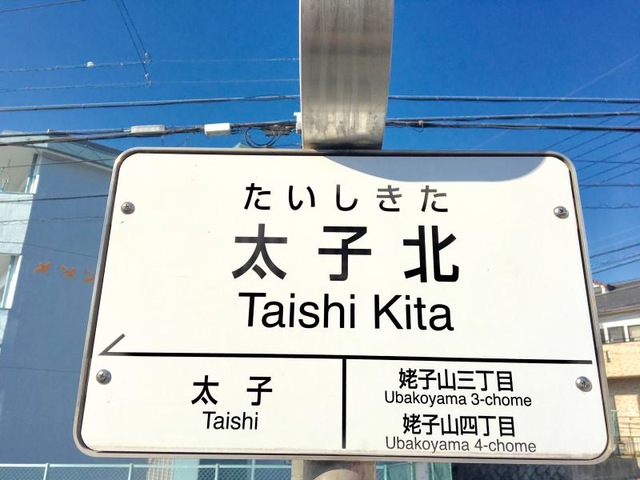 たいしきた
太子北
Taishi Kita
太子
Taishi
姥子山三丁目
Ubakoyama 3-chome
姥子山四丁目
Ubakoyama 4-chome